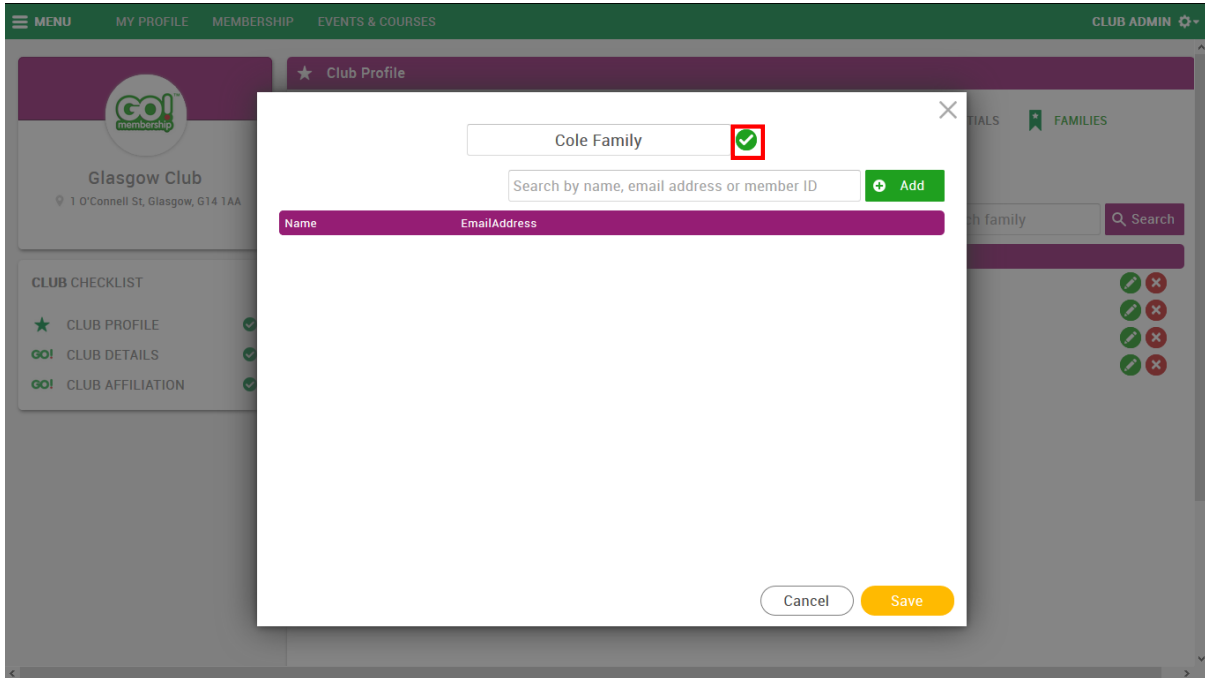 MENU MY PROFILE MEMBERSHIP EVENTS & COURSES CLUB ADMIN
GO!™
membership
Glasgow Club
1 O'Connell St, Glasgow, G14 1AA
CLUB CHECKLIST
CLUB PROFILE
GO! CLUB DETAILS
GO! CLUB AFFILIATION
Club Profile
TIALS FAMILIES
ch family Search
Cole Family
Search by name, email address or member ID Add
Name EmailAddress
Cancel Save